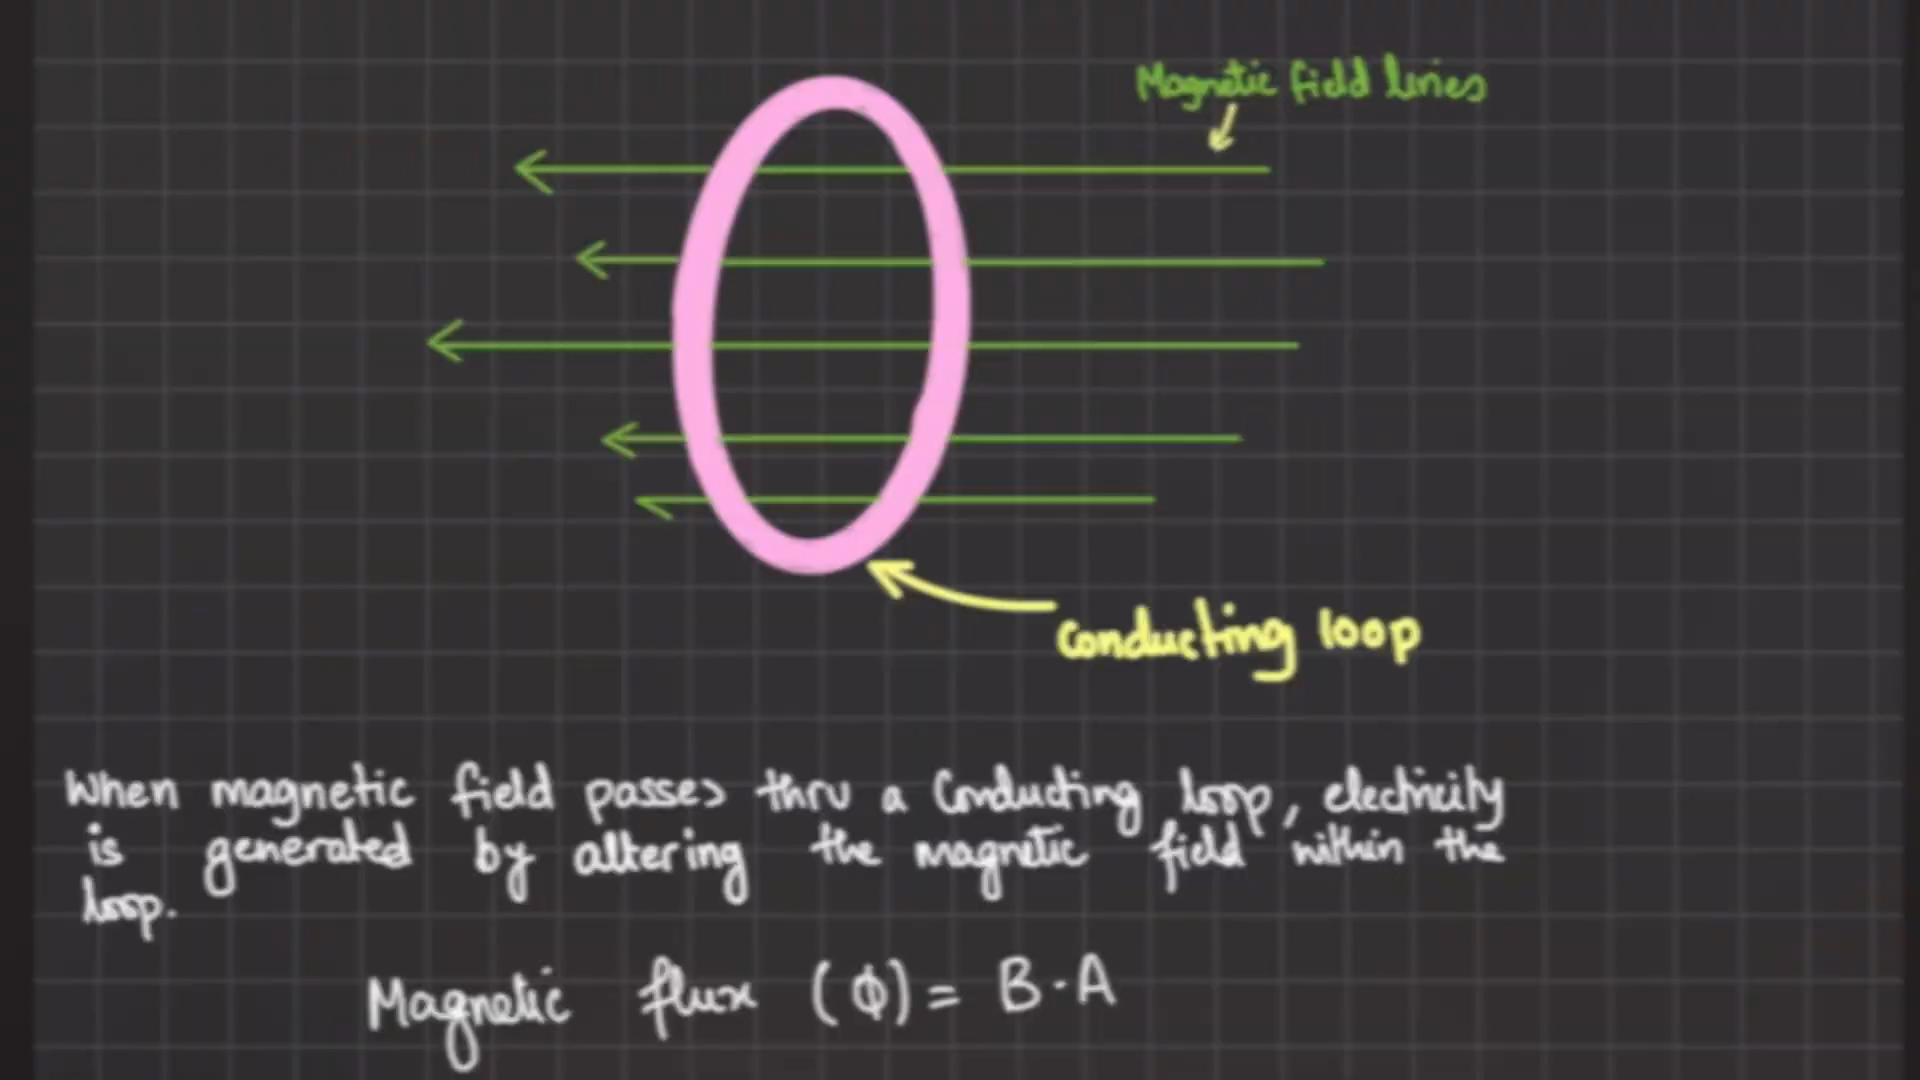 Magnetic field lines
conducting loop
When magnetic field passes thru a Conducting loop, electricity
is generated by altering the magnetic field within the
loop.
Magnetic flux (Φ) = B·A